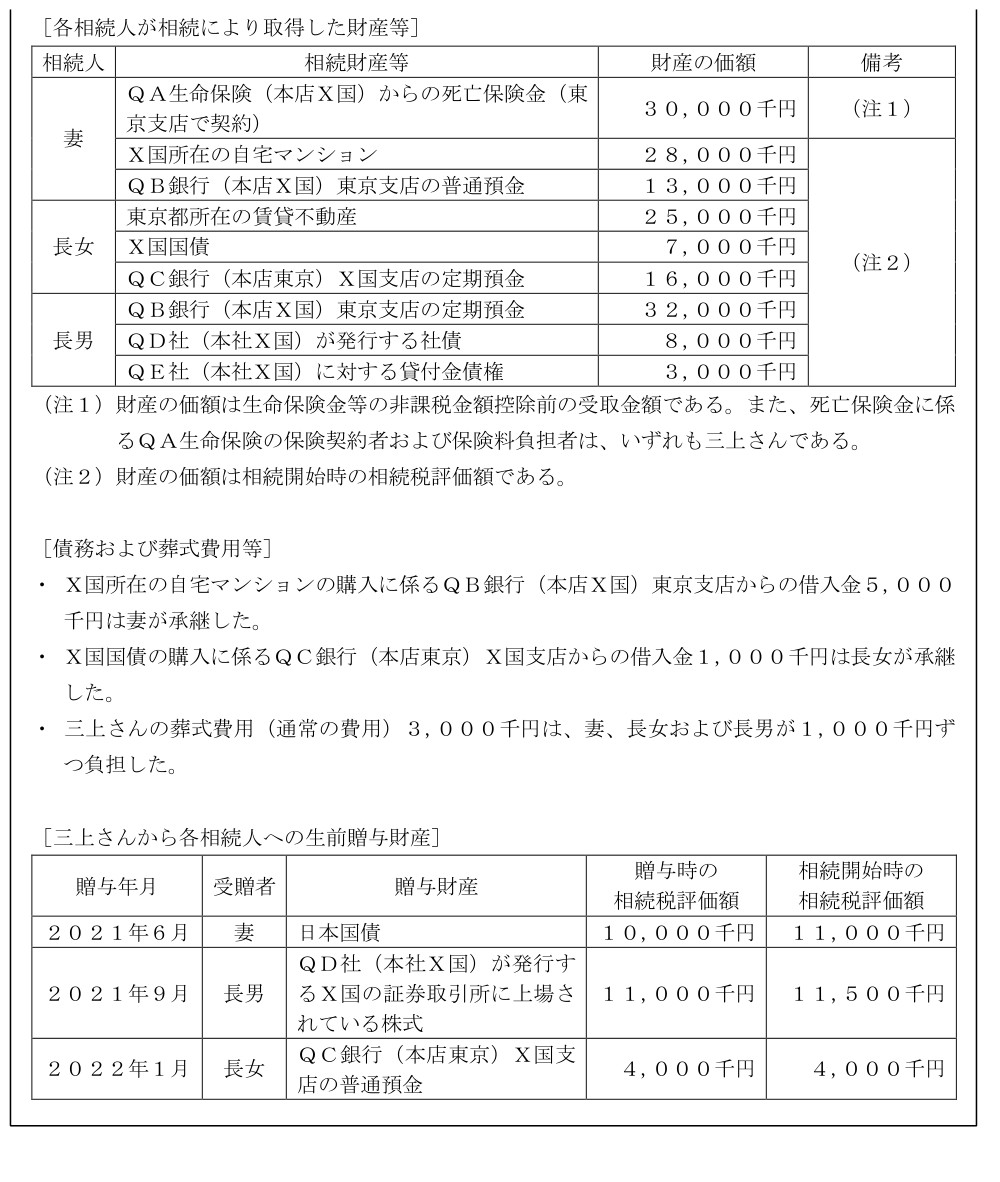 ［各相続人が相続により取得した財産等］
相続人 相続財産等 財産の価額 備考
妻
ＱＡ生命保険（本店Ｘ国）からの死亡保険金（東
京支店で契約）
３０,０００千円
（注１）
Ｘ国所在の自宅マンション ２８,０００千円
ＱＢ銀行（本店Ｘ国）東京支店の普通預金 １３,０００千円
長女
東京都所在の賃貸不動産 ２５,０００千円
Ｘ国国債 ７,０００千円
（注２）
ＱＣ銀行（本店東京）Ｘ国支店の定期預金 １６,０００千円
長男
ＱＢ銀行（本店Ｘ国）東京支店の定期預金 ３２,０００千円
ＱＤ社（本社Ｘ国）が発行する社債 ８,０００千円
ＱＥ社（本社Ｘ国）に対する貸付金債権 ３,０００千円
（注１）財産の価額は生命保険金等の非課税金額控除前の受取金額である。また、死亡保険金に係
るＱＡ生命保険の保険契約者および保険料負担者は、いずれも三上さんである。
（注２）財産の価額は相続開始時の相続税評価額である。
［債務および葬式費用等］
・ Ｘ国所在の自宅マンションの購入に係るＱＢ銀行（本店Ｘ国）東京支店からの借入金５,０００
千円は妻が承継した。
・ Ｘ国国債の購入に係るＱＣ銀行（本店東京）Ｘ国支店からの借入金１,０００千円は長女が承継
した。
・ 三上さんの葬式費用（通常の費用）３,０００千円は、妻、長女および長男が１,０００千円ず
つ負担した。
［三上さんから各相続人への生前贈与財産］
贈与年月 受贈者 贈与財産
贈与時の
相続税評価額
相続開始時の
相続税評価額
２０２１年６月 妻 日本国債 １０,０００千円 １１,０００千円
２０２１年９月 長男
ＱＤ社（本社Ｘ国）が発行す
るＸ国の証券取引所に上場さ
れている株式
１１,０００千円 １１,５００千円
２０２２年１月 長女
ＱＣ銀行（本店東京）Ｘ国支
店の普通預金
４,０００千円 ４,０００千円